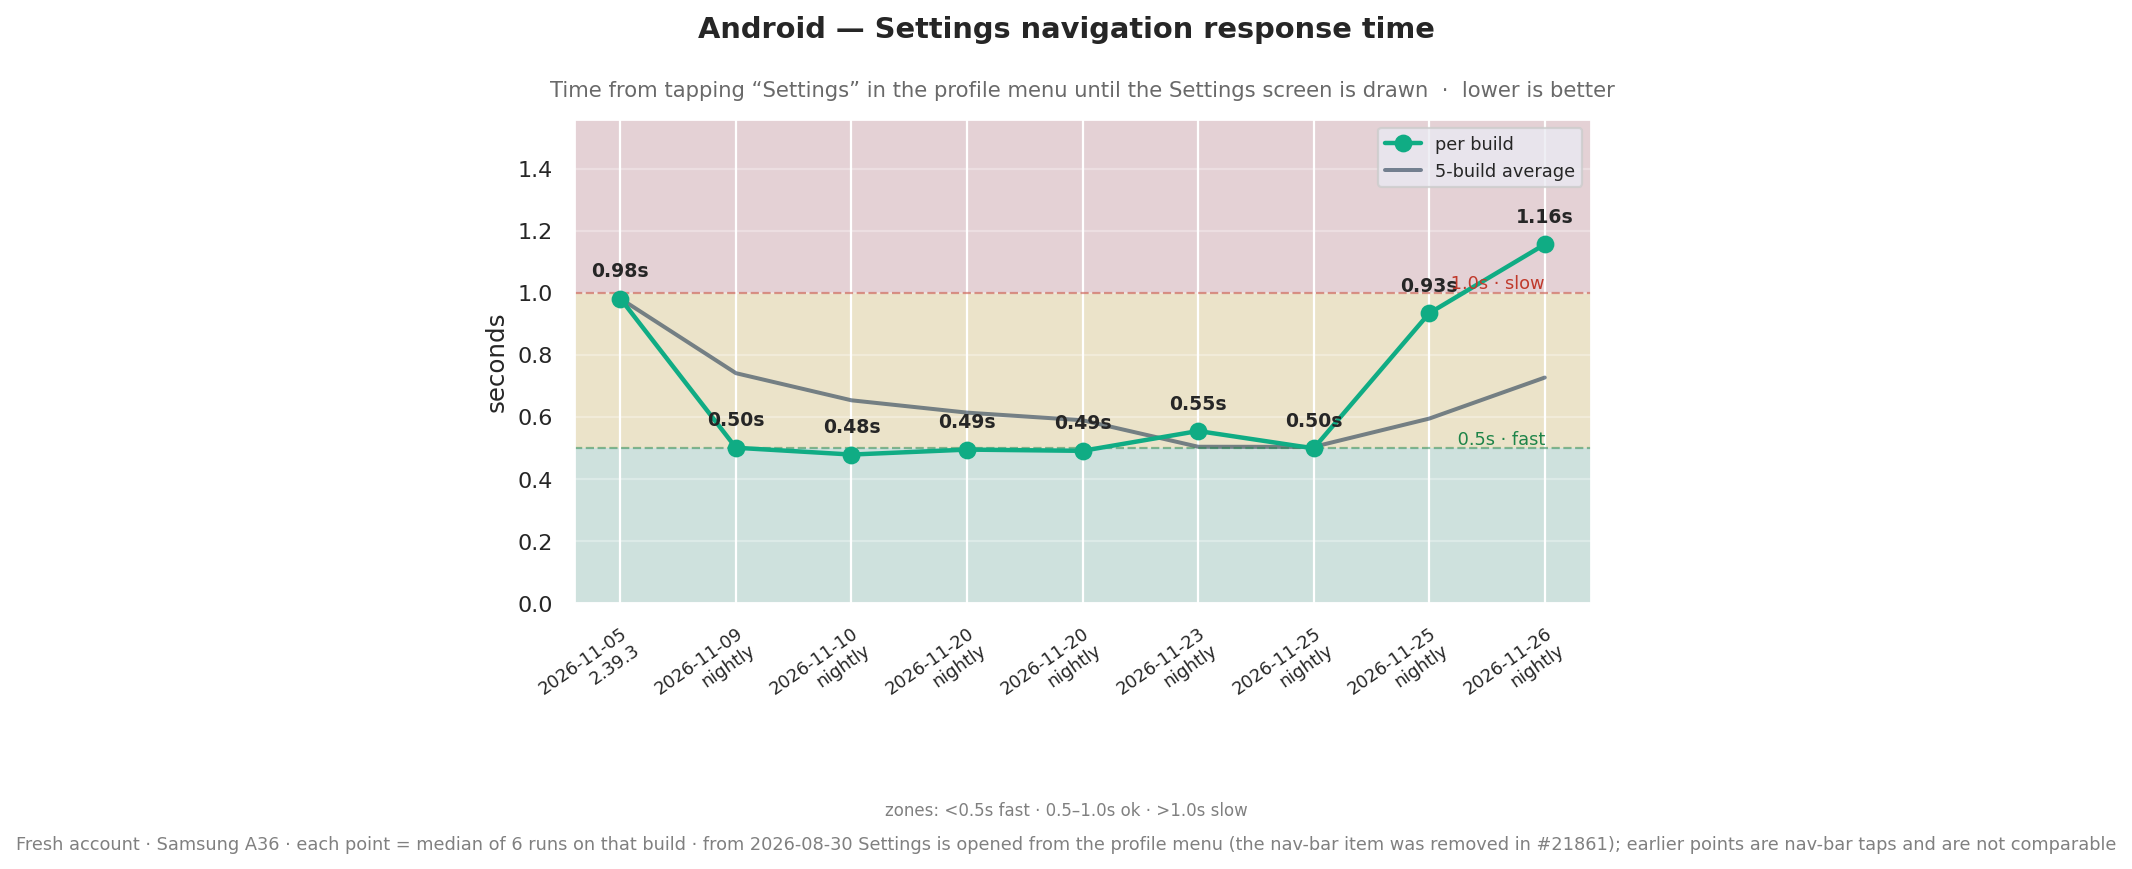 Android — Settings navigation response time
Time from tapping “Settings” in the profile menu until the Settings screen is drawn · lower is better
per build
5-build average
seconds
1.4
1.2
1.0
0.8
0.6
0.4
0.2
0.0
0.98s
0.50s
0.48s
0.49s
0.49s
0.55s
0.50s
0.93s
1.16s
1.0s · slow
0.5s · fast
2026-11-05
2.39.3
2026-11-09
nightly
2026-11-10
nightly
2026-11-20
nightly
2026-11-20
nightly
2026-11-23
nightly
2026-11-25
nightly
2026-11-25
nightly
2026-11-26
nightly
zones: <0.5s fast · 0.5–1.0s ok · >1.0s slow
Fresh account · Samsung A36 · each point = median of 6 runs on that build · from 2026-08-30 Settings is opened from the profile menu (the nav-bar item was removed in #21861); earlier points are nav-bar taps and are not comparable